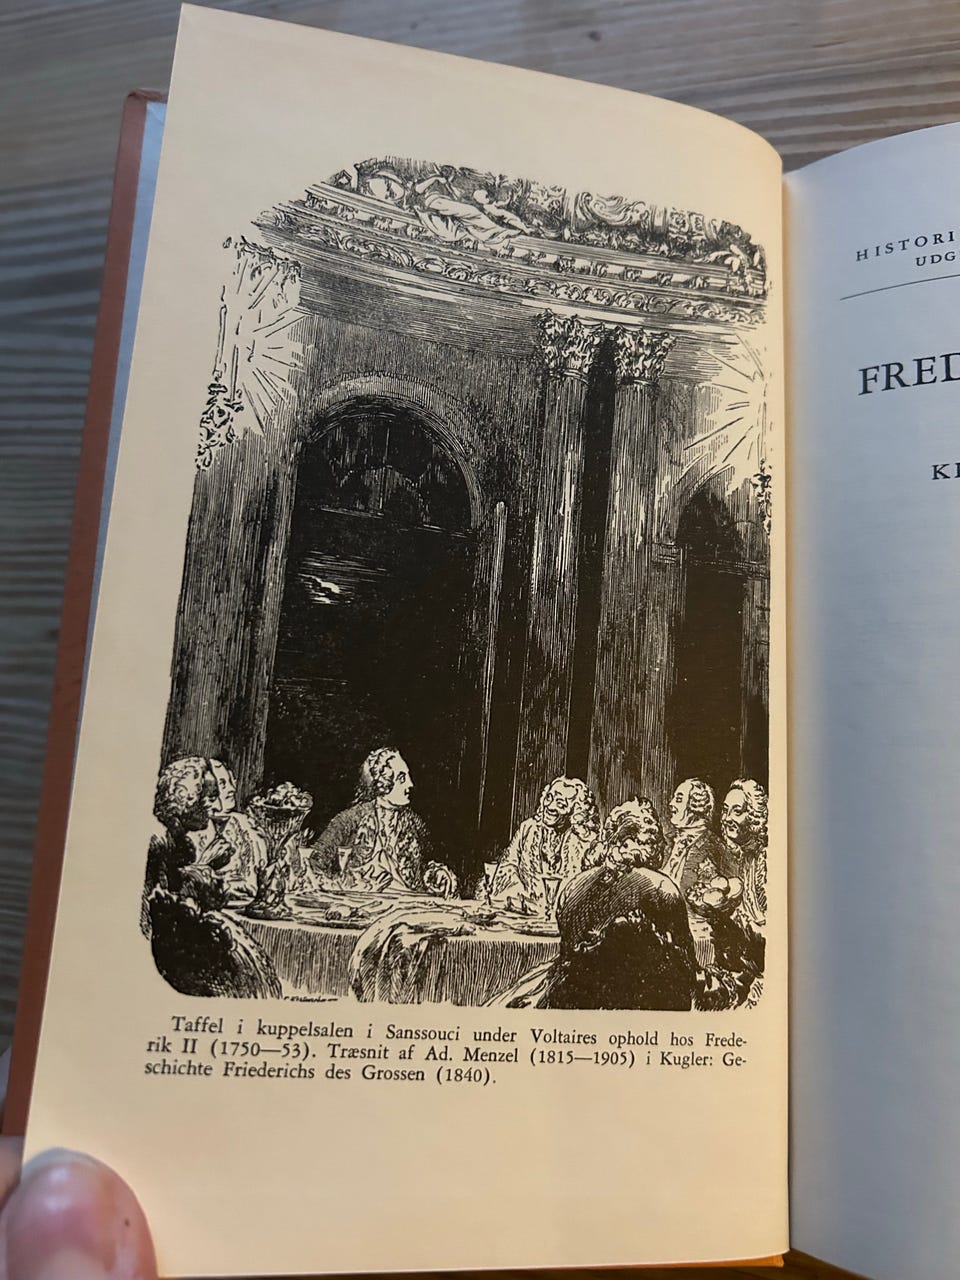 Taffel i kuppelsalen i Sanssouci under Voltaires ophold hos Frede-
rik II (1750—53). Træsnit af Ad. Menzel (1815—1905) i Kugler: Ge-
schichte Friederichs des Grossen (1840).
HISTORI
UDG
FRED